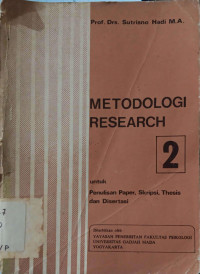 Prof. Drs. Sutrisno Hadi M.A.
METODOLOGI
RESEARCH
2
untuk
Penulisan Paper, Skripsi, Thesis
dan Disertasi
Diterbitkan oleh
YAYASAN PENERBITAN FAKULTAS PSIKOLOGI
UNIVERSITAS GADJAH MADA
YOGYAKARTA